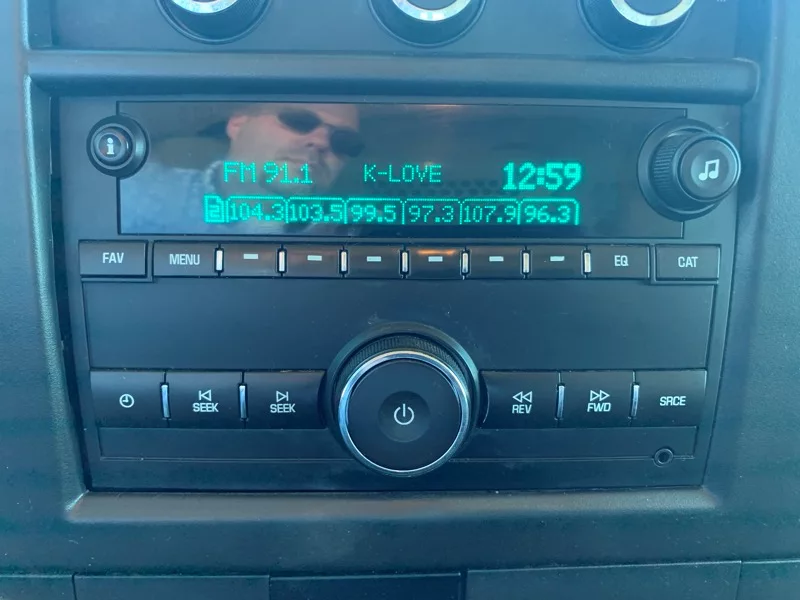 FM 91.1 K-LOVE 12:59
2 104.3 103.5 99.5 97.3 107.9 96.3
FAV MENU EQ CAT
SEEK SEEK REV FWD SRCE